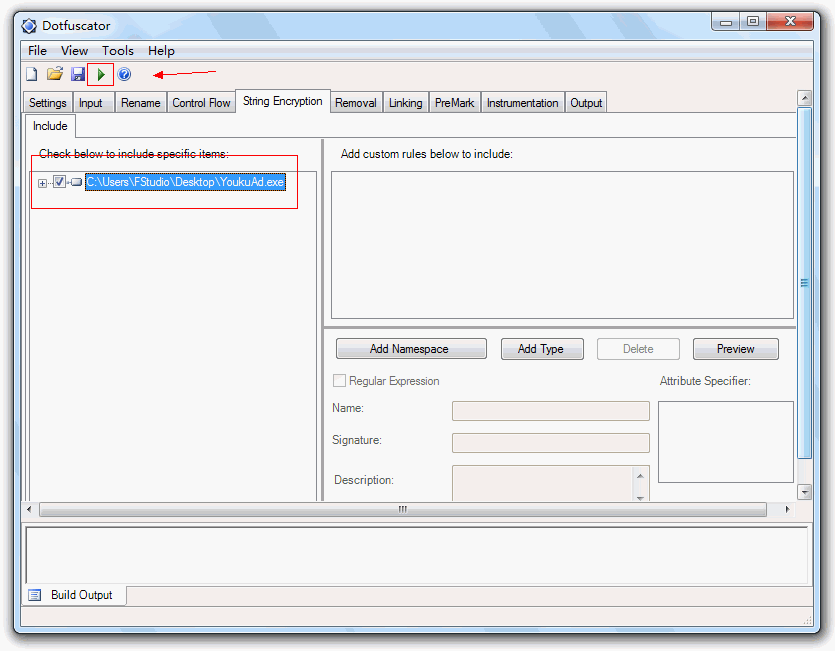 Dotfuscator
File View Tools Help
Settings Input Rename Control Flow String Encryption Removal Linking PreMark Instrumentation Output
Include
Check below to include specific items:
C:\Users\FStudio\Desktop\YoukuAd.exe
Add custom rules below to include:
Add Namespace Add Type Delete Preview
Regular Expression
Attribute Specifier:
Name:
Signature:
Description:
Build Output